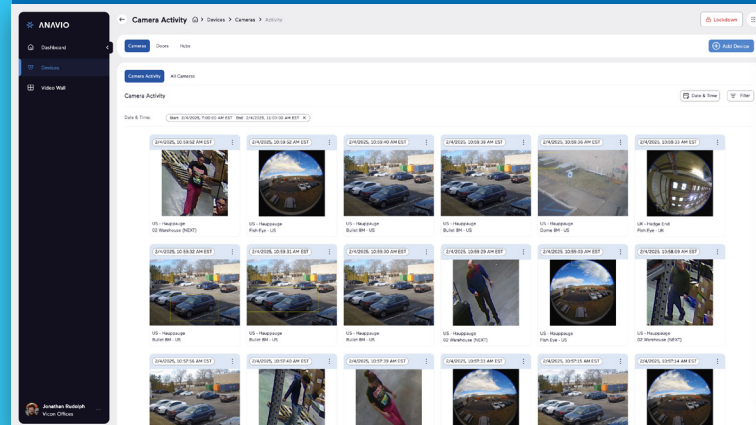 ANAVIO
Dashboard
Devices
Video Wall
Jonathan Rudolph
Vicon Offices
Camera Activity > Devices > Cameras > Activity
Lockdown
Cameras Doors Hubs
Add Device
Camera Activity All Cameras
Camera Activity
Date & Time
Filter
Date & Time: Start: 2/4/2025, 7:00:01 AM EST End: 2/4/2025, 11:00:00 AM EST ×
2/4/2025, 10:59:52 AM EST
2/4/2025, 10:59:52 AM EST
2/4/2025, 10:59:40 AM EST
2/4/2025, 10:59:38 AM EST
2/4/2025, 10:59:36 AM EST
2/4/2025, 10:59:33 AM EST
US - Hauppauge
02 Warehouse (NEXT)
US - Hauppauge
Fish Eye - US
US - Hauppauge
Bullet 8M - US
US - Hauppauge
Bullet 8M - US
US - Hauppauge
Dome 8M - US
UK - Hedge End
Fish Eye - UK
2/4/2025, 10:59:32 AM EST
2/4/2025, 10:59:31 AM EST
2/4/2025, 10:59:30 AM EST
2/4/2025, 10:59:29 AM EST
2/4/2025, 10:59:03 AM EST
2/4/2025, 10:58:09 AM EST
US - Hauppauge
Bullet 8M - US
US - Hauppauge
Bullet 8M - US
US - Hauppauge
Bullet 8M - US
US - Hauppauge
02 Warehouse (NEXT)
US - Hauppauge
Fish Eye - US
US - Hauppauge
02 Warehouse (NEXT)
2/4/2025, 10:57:56 AM EST
2/4/2025, 10:57:40 AM EST
2/4/2025, 10:57:39 AM EST
2/4/2025, 10:57:33 AM EST
2/4/2025, 10:57:15 AM EST
2/4/2025, 10:57:14 AM EST